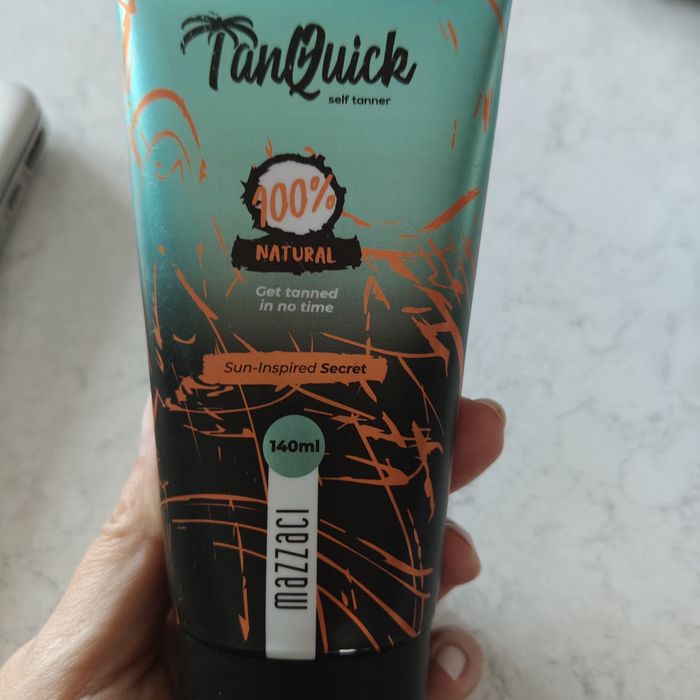 TanQuick
self tanner
100%
NATURAL
Get tanned
in no time
Sun-Inspired Secret
140ml
mazzaci